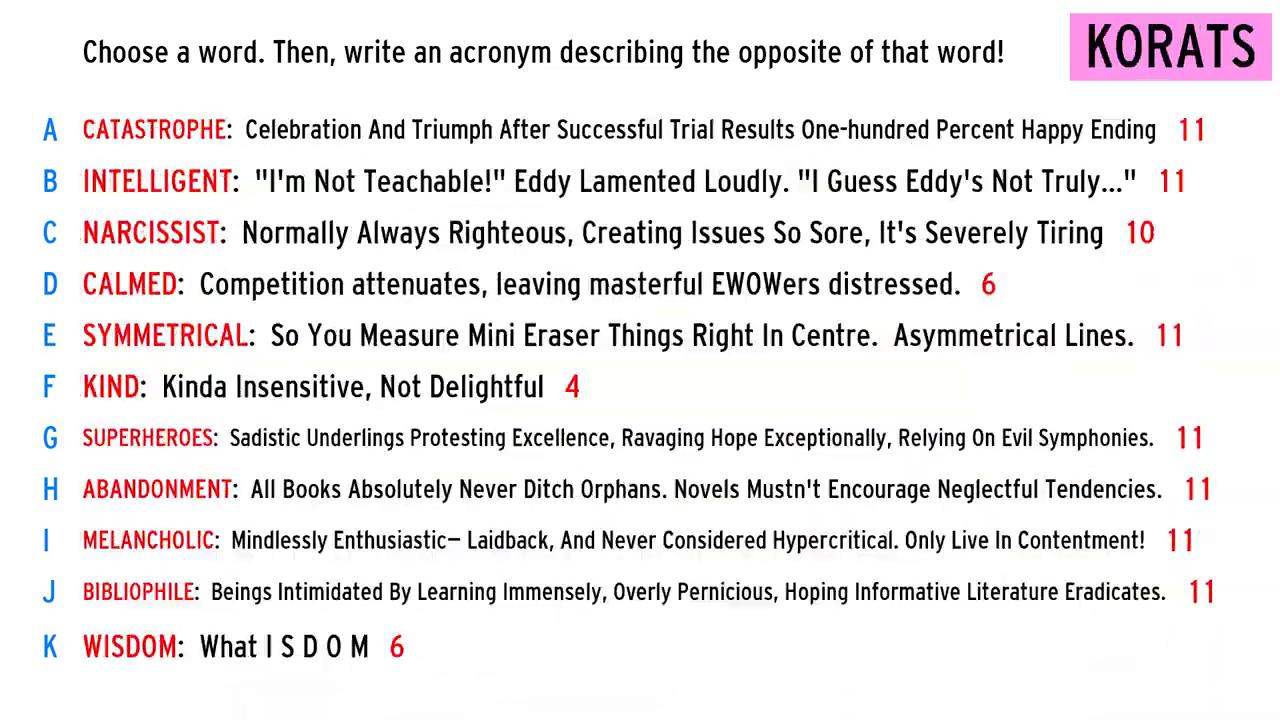 Choose a word. Then, write an acronym describing the opposite of that word!
KORATS
A CATASTROPHE: Celebration And Triumph After Successful Trial Results One-hundred Percent Happy Ending 11
B INTELLIGENT: "I'm Not Teachable!" Eddy Lamented Loudly. "I Guess Eddy's Not Truly..." 11
C NARCISSIST: Normally Always Righteous, Creating Issues So Sore, It's Severely Tiring 10
D CALMED: Competition attenuates, leaving masterful EWOWers distressed. 6
E SYMMETRICAL: So You Measure Mini Eraser Things Right In Centre. Asymmetrical Lines. 11
F KIND: Kinda Insensitive, Not Delightful 4
G SUPERHEROES: Sadistic Underlings Protesting Excellence, Ravaging Hope Exceptionally, Relying On Evil Symphonies. 11
H ABANDONMENT: All Books Absolutely Never Ditch Orphans. Novels Mustn't Encourage Neglectful Tendencies. 11
I MELANCHOLIC: Mindlessly Enthusiastic— Laidback, And Never Considered Hypercritical. Only Live In Contentment! 11
J BIBLIOPHILE: Beings Intimidated By Learning Immensely, Overly Pernicious, Hoping Informative Literature Eradicates. 11
K WISDOM: What I S D O M 6